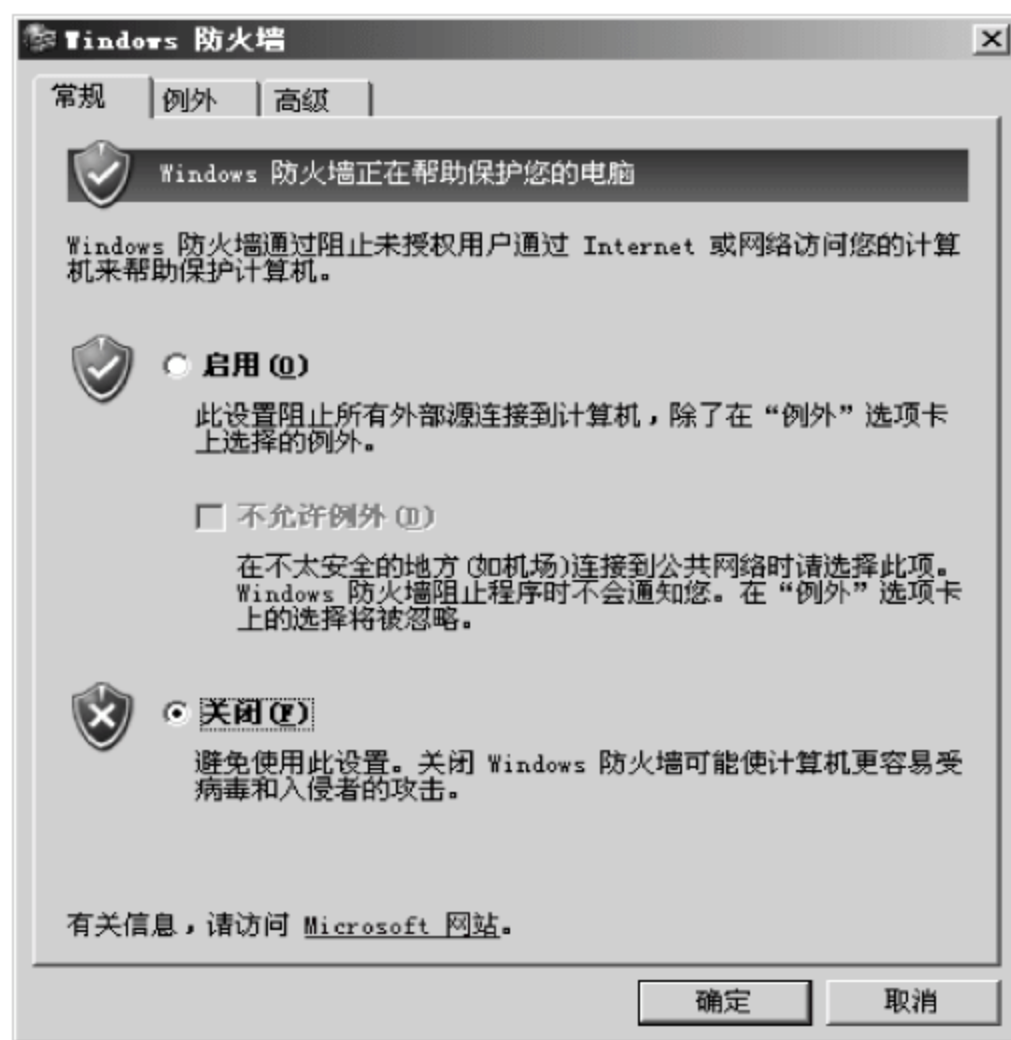 Windows 防火墙
常规 例外 高级
Windows 防火墙正在帮助保护您的电脑
Windows 防火墙通过阻止未授权用户通过 Internet 或网络访问您的计算
机来帮助保护计算机。
启用(O)
此设置阻止所有外部源连接到计算机，除了在“例外”选项卡
上选择的例外。
不允许例外(D)
在不太安全的地方(如机场)连接到公共网络时请选择此项。
Windows 防火墙阻止程序时不会通知您。在“例外”选项卡
上的选择将被忽略。
关闭(F)
避免使用此设置。关闭 Windows 防火墙可能使计算机更容易受
病毒和入侵者的攻击。
有关信息，请访问 Microsoft 网站。
确定 取消